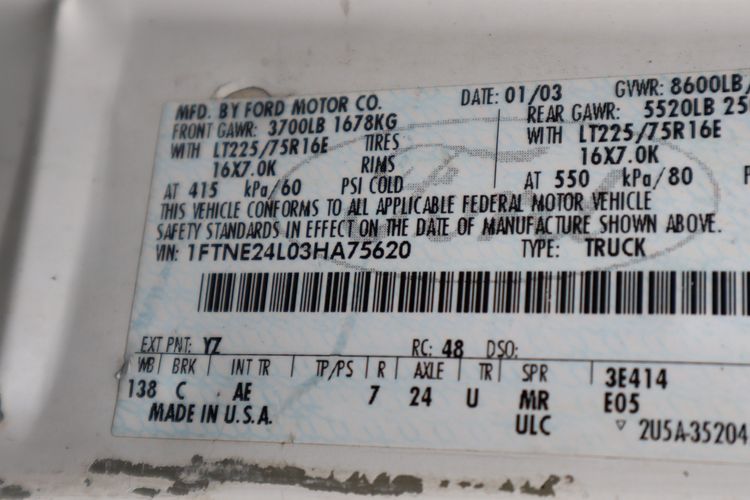 MFD. BY FORD MOTOR CO. DATE: 01/03 GVWR: 8600LB/
FRONT GAWR: 3700LB 1678KG REAR GAWR: 5520LB 25
WITH LT225/75R16E TIRES WITH LT225/75R16E
16X7.0K RIMS 16X7.0K
AT 415 kPa/60 PSI COLD AT 550 kPa/80
THIS VEHICLE CONFORMS TO ALL APPLICABLE FEDERAL MOTOR VEHICLE
SAFETY STANDARDS IN EFFECT ON THE DATE OF MANUFACTURE SHOWN ABOVE.
VIN: 1FTNE24L03HA75620 TYPE: TRUCK
EXT PNT: YZ RC: 48 DSO:
WB BRK INT TR TP/PS R AXLE TR SPR 3E414
138 C AE 7 24 U MR E05
MADE IN U.S.A. ULC ▽ 2U5A-35204